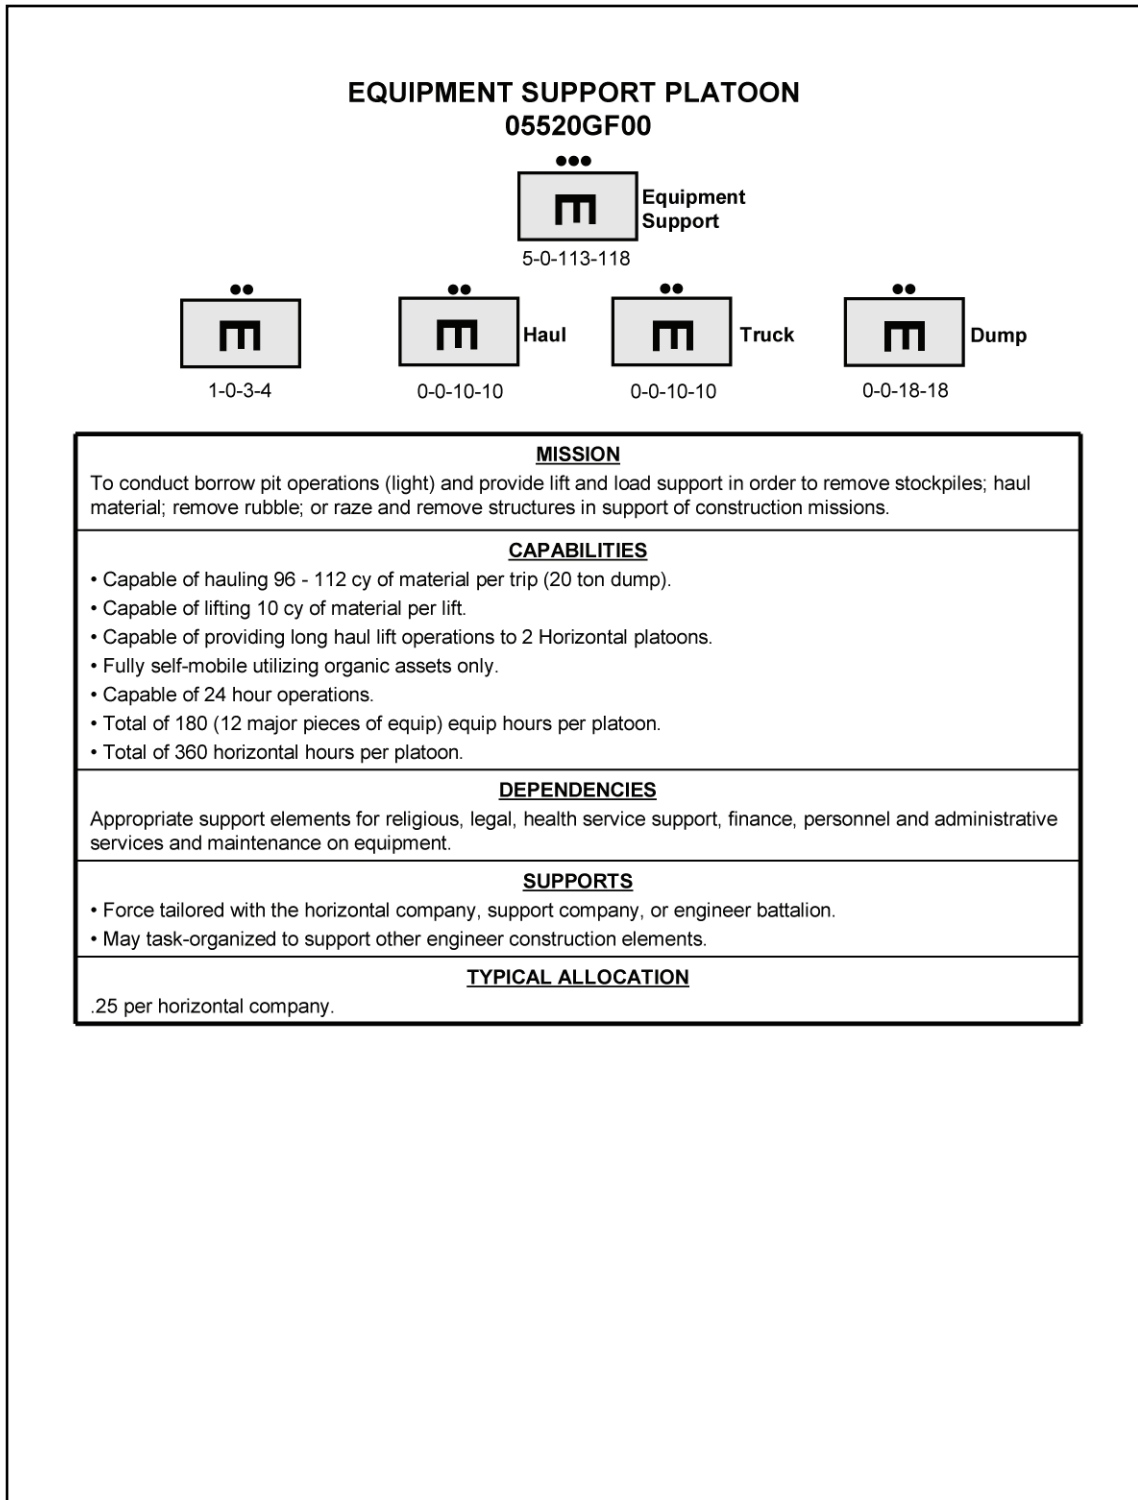 EQUIPMENT SUPPORT PLATOON
05520GF00
Equipment
Support
5-0-113-118
Haul
Truck
Dump
1-0-3-4
0-0-10-10
0-0-10-10
0-0-18-18
MISSION
To conduct borrow pit operations (light) and provide lift and load support in order to remove stockpiles; haul
material; remove rubble; or raze and remove structures in support of construction missions.
CAPABILITIES
• Capable of hauling 96 - 112 cy of material per trip (20 ton dump).
• Capable of lifting 10 cy of material per lift.
• Capable of providing long haul lift operations to 2 Horizontal platoons.
• Fully self-mobile utilizing organic assets only.
• Capable of 24 hour operations.
• Total of 180 (12 major pieces of equip) equip hours per platoon.
• Total of 360 horizontal hours per platoon.
DEPENDENCIES
Appropriate support elements for religious, legal, health service support, finance, personnel and administrative
services and maintenance on equipment.
SUPPORTS
• Force tailored with the horizontal company, support company, or engineer battalion.
• May task-organized to support other engineer construction elements.
TYPICAL ALLOCATION
.25 per horizontal company.